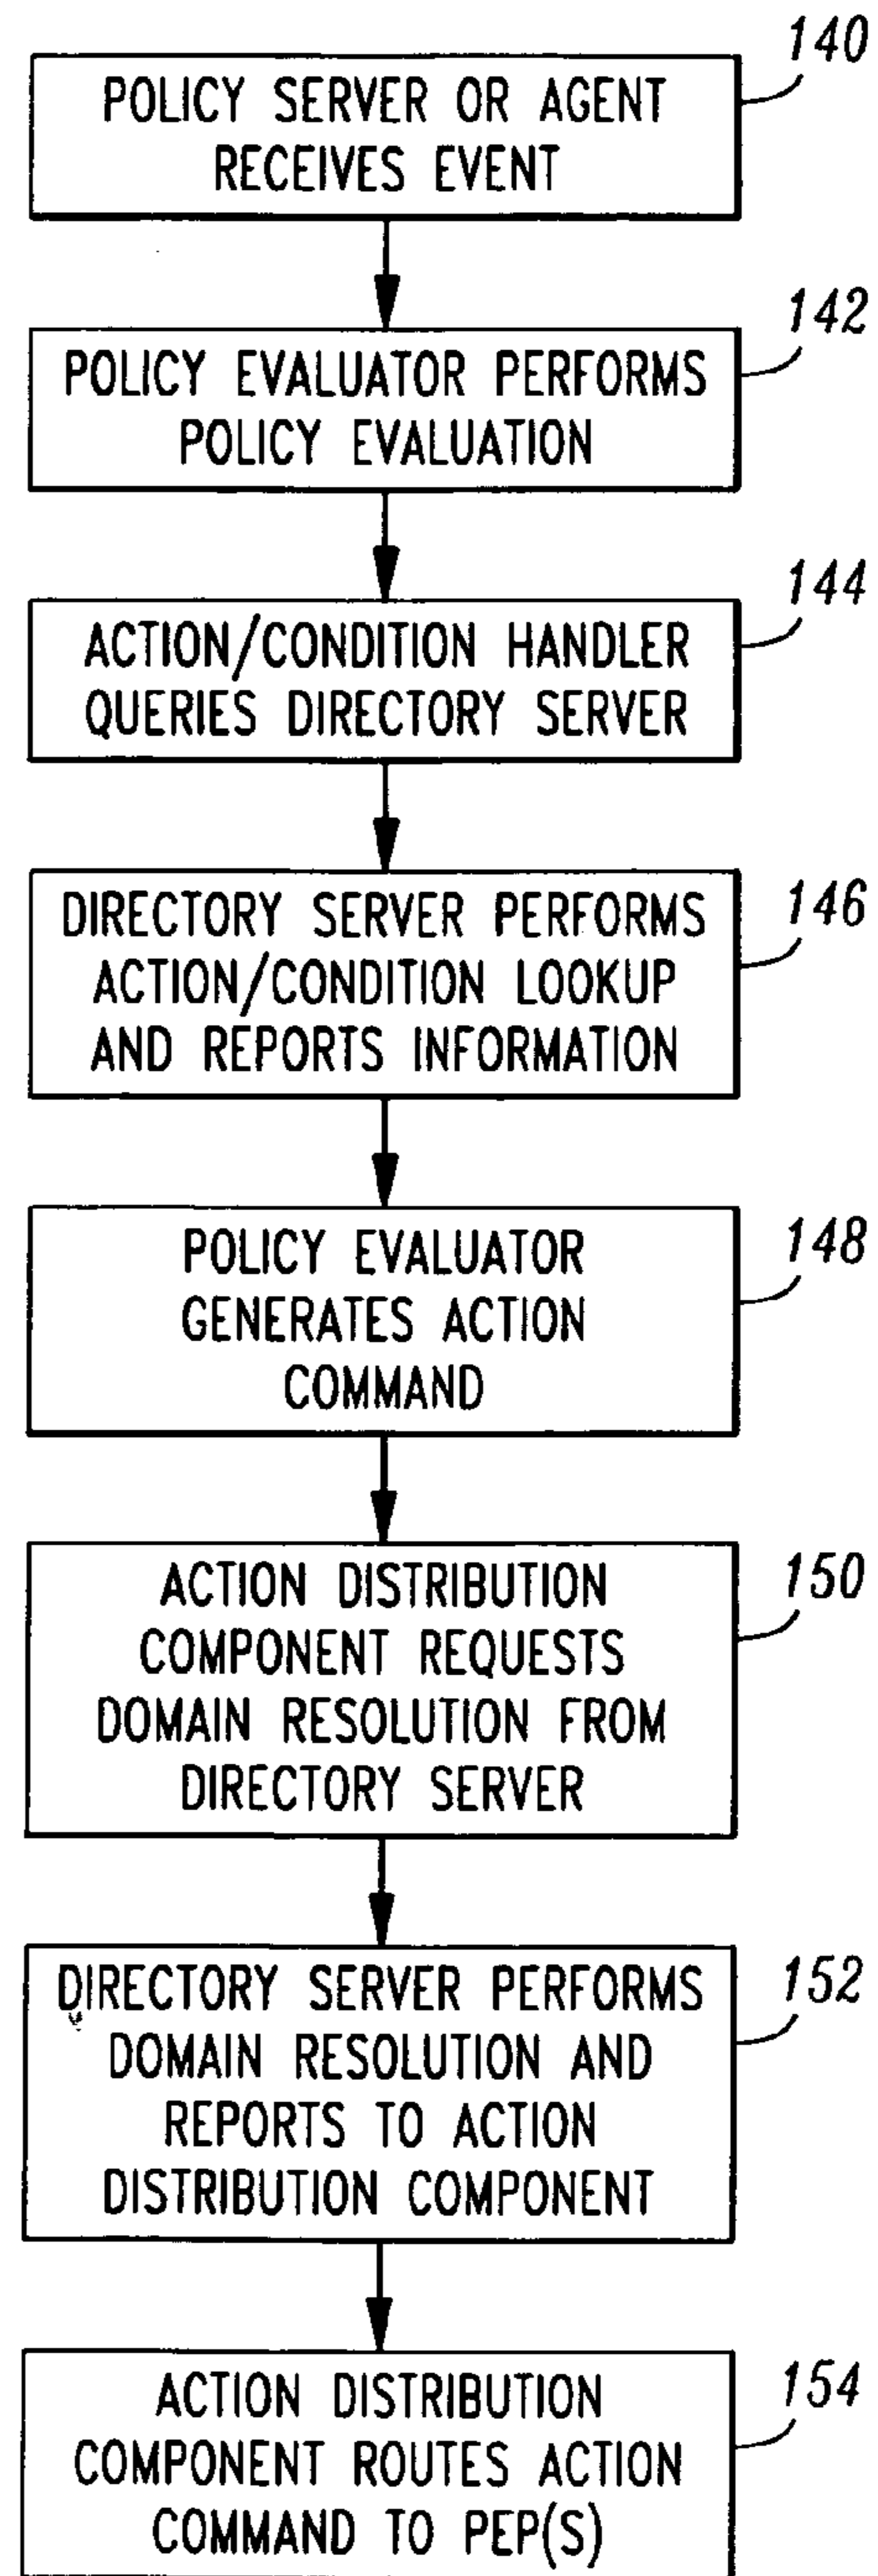 140
POLICY SERVER OR AGENT
RECEIVES EVENT
142
POLICY EVALUATOR PERFORMS
POLICY EVALUATION
144
ACTION/CONDITION HANDLER
QUERIES DIRECTORY SERVER
146
DIRECTORY SERVER PERFORMS
ACTION/CONDITION LOOKUP
AND REPORTS INFORMATION
148
POLICY EVALUATOR
GENERATES ACTION
COMMAND
150
ACTION DISTRIBUTION
COMPONENT REQUESTS
DOMAIN RESOLUTION FROM
DIRECTORY SERVER
152
DIRECTORY SERVER PERFORMS
DOMAIN RESOLUTION AND
REPORTS TO ACTION
DISTRIBUTION COMPONENT
154
ACTION DISTRIBUTION
COMPONENT ROUTES ACTION
COMMAND TO PEP(S)